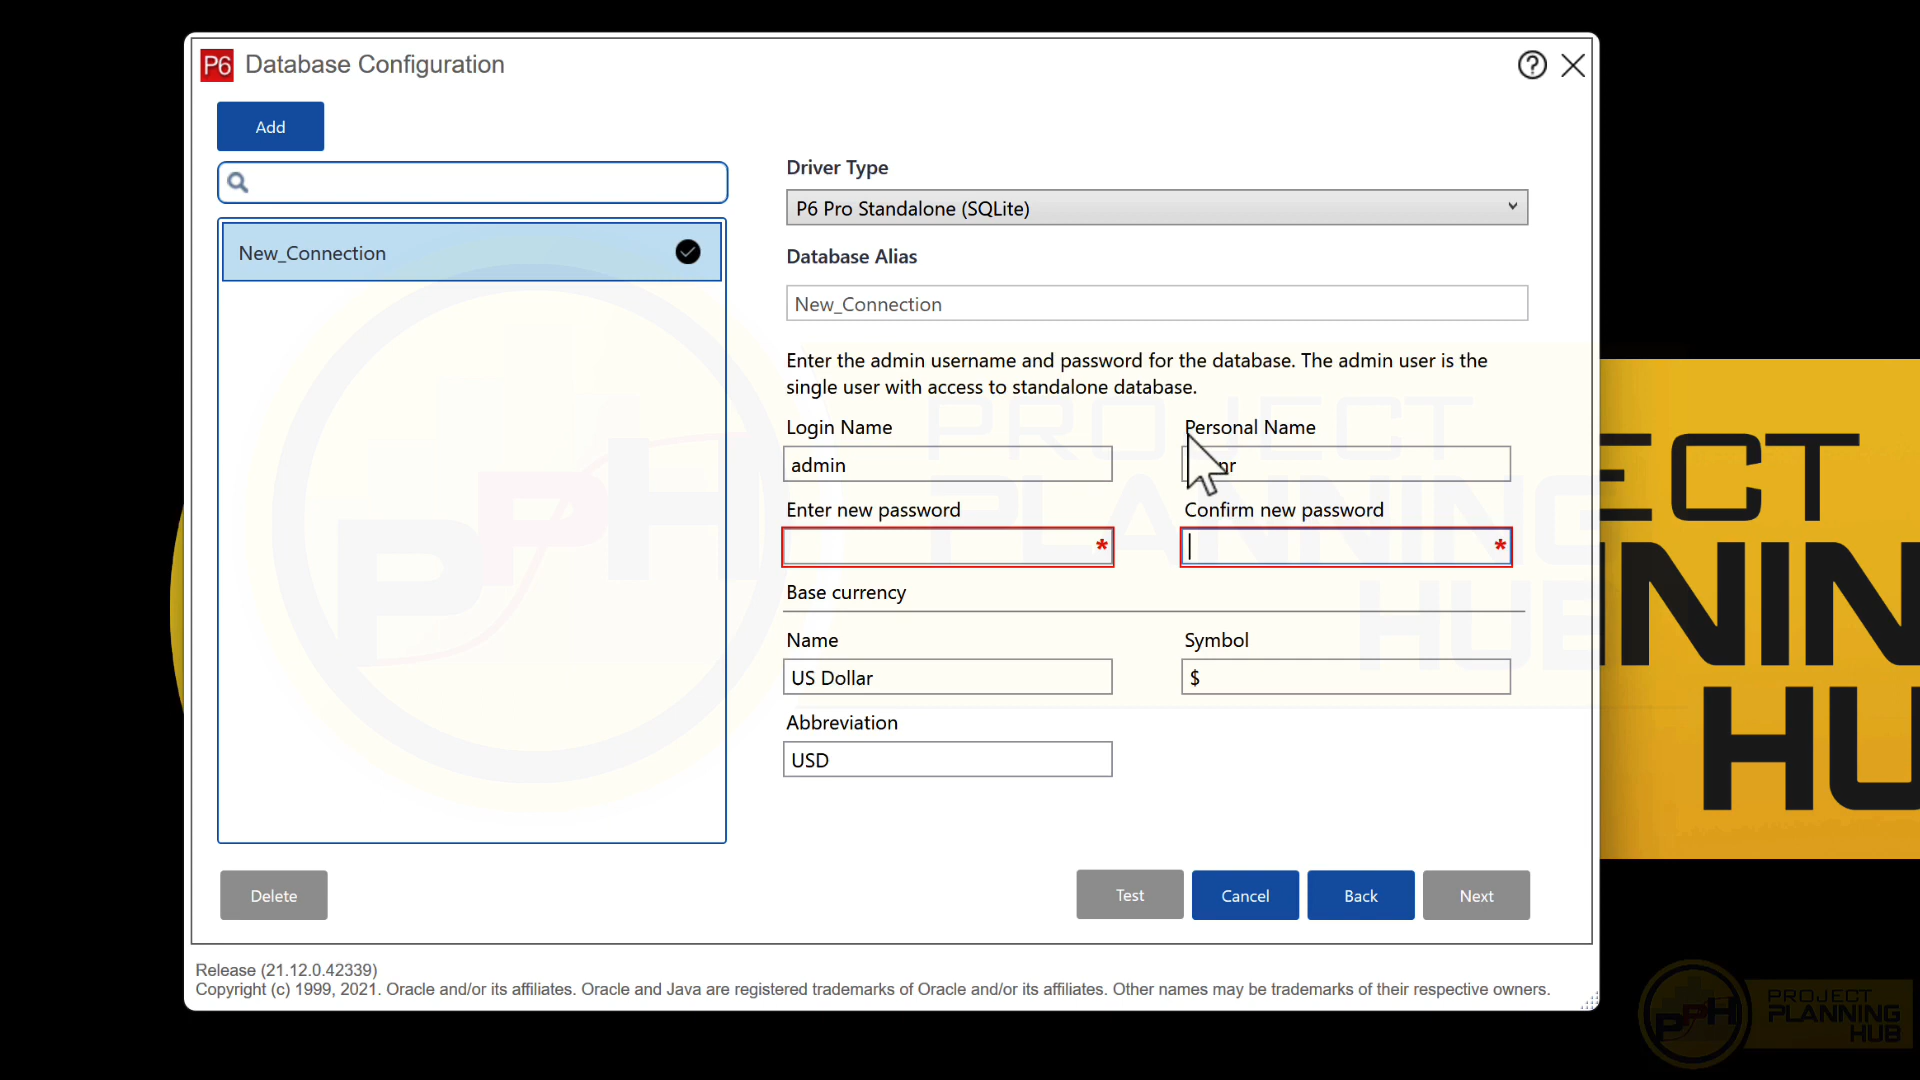 P6 Database Configuration
Add
Driver Type
P6 Pro Standalone (SQLite)
New_Connection
Database Alias
New_Connection
Enter the admin username and password for the database. The admin user is the
single user with access to standalone database.
Login Name
Personal Name
admin
Enter new password
Confirm new password
*
*
Base currency
Name
Symbol
US Dollar
$
Abbreviation
USD
Delete
Test
Cancel
Back
Next
Release (21.12.0.42339)
Copyright (c) 1999, 2021. Oracle and/or its affiliates. Oracle and Java are registered trademarks of Oracle and/or its affiliates. Other names may be trademarks of their respective owners.
PPH
PROJECT
PLANNING
HUB
PPH
PROJECT
PLANNING
HUB